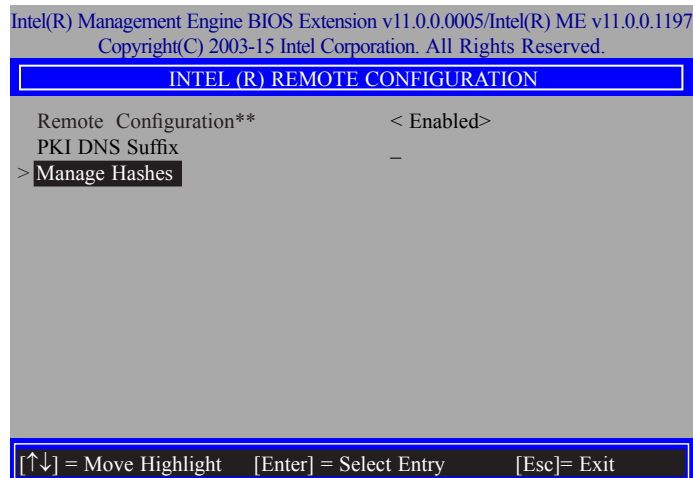 Intel(R) Management Engine BIOS Extension v11.0.0.0005/Intel(R) ME v11.0.0.1197
Copyright(C) 2003-15 Intel Corporation. All Rights Reserved.
INTEL (R) REMOTE CONFIGURATION
Remote Configuration** < Enabled>
PKI DNS Suffix _
> Manage Hashes
[↑↓] = Move Highlight [Enter] = Select Entry [Esc]= Exit